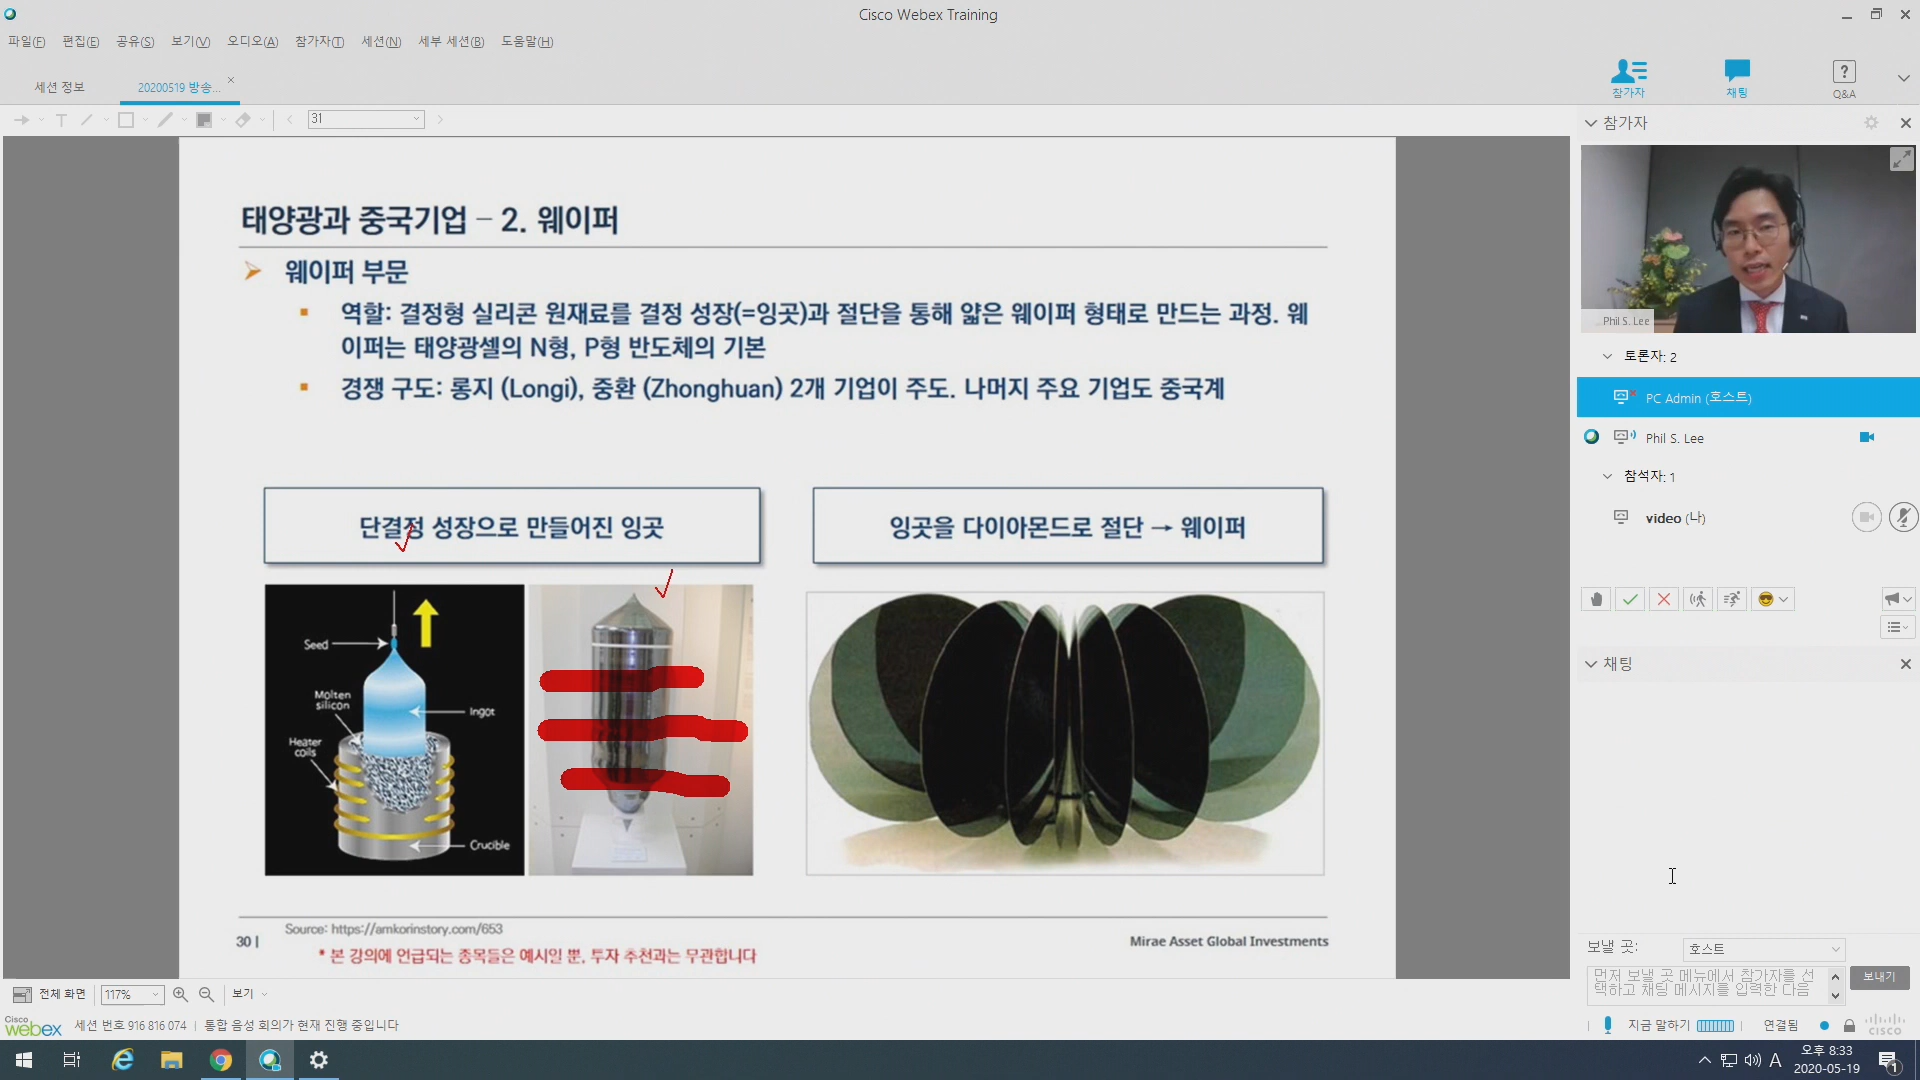 Cisco Webex Training
파일(F) 편집(E) 공유(S) 보기(V) 오디오(A) 참가자(T) 세션(N) 세부 세션(B) 도움말(H)
세션 정보
20200519 방송...
참가자
채팅
Q&A
31
태양광과 중국기업 – 2. 웨이퍼
웨이퍼 부문
역할: 결정형 실리콘 원재료를 결정 성장(=잉곳)과 절단을 통해 얇은 웨이퍼 형태로 만드는 과정. 웨
이퍼는 태양광셀의 N형, P형 반도체의 기본
경쟁 구도: 롱지 (Longi), 중환 (Zhonghuan) 2개 기업이 주도. 나머지 주요 기업도 중국계
단결정 성장으로 만들어진 잉곳
잉곳을 다이아몬드로 절단 → 웨이퍼
Seed
Molten
silicon
Ingot
Heater
coils
Crucible
Source: https://amkorinstory.com/653
30 |
Mirae Asset Global Investments
* 본 강의에 언급되는 종목들은 예시일 뿐, 투자 추천과는 무관합니다
참가자
Phil S. Lee
토론자: 2
PC Admin (호스트)
Phil S. Lee
참석자: 1
video (나)
채팅
보낼 곳:
호스트
먼저 보낼 곳 메뉴에서 참가자를 선
택하고 채팅 메시지를 입력한 다음
보내기
전체 화면
117%
보기
Cisco
webex
세션 번호 916 816 074 | 통합 음성 회의가 현재 진행 중입니다
지금 말하기
연결됨
cisco
A
오후 8:33
2020-05-19
1